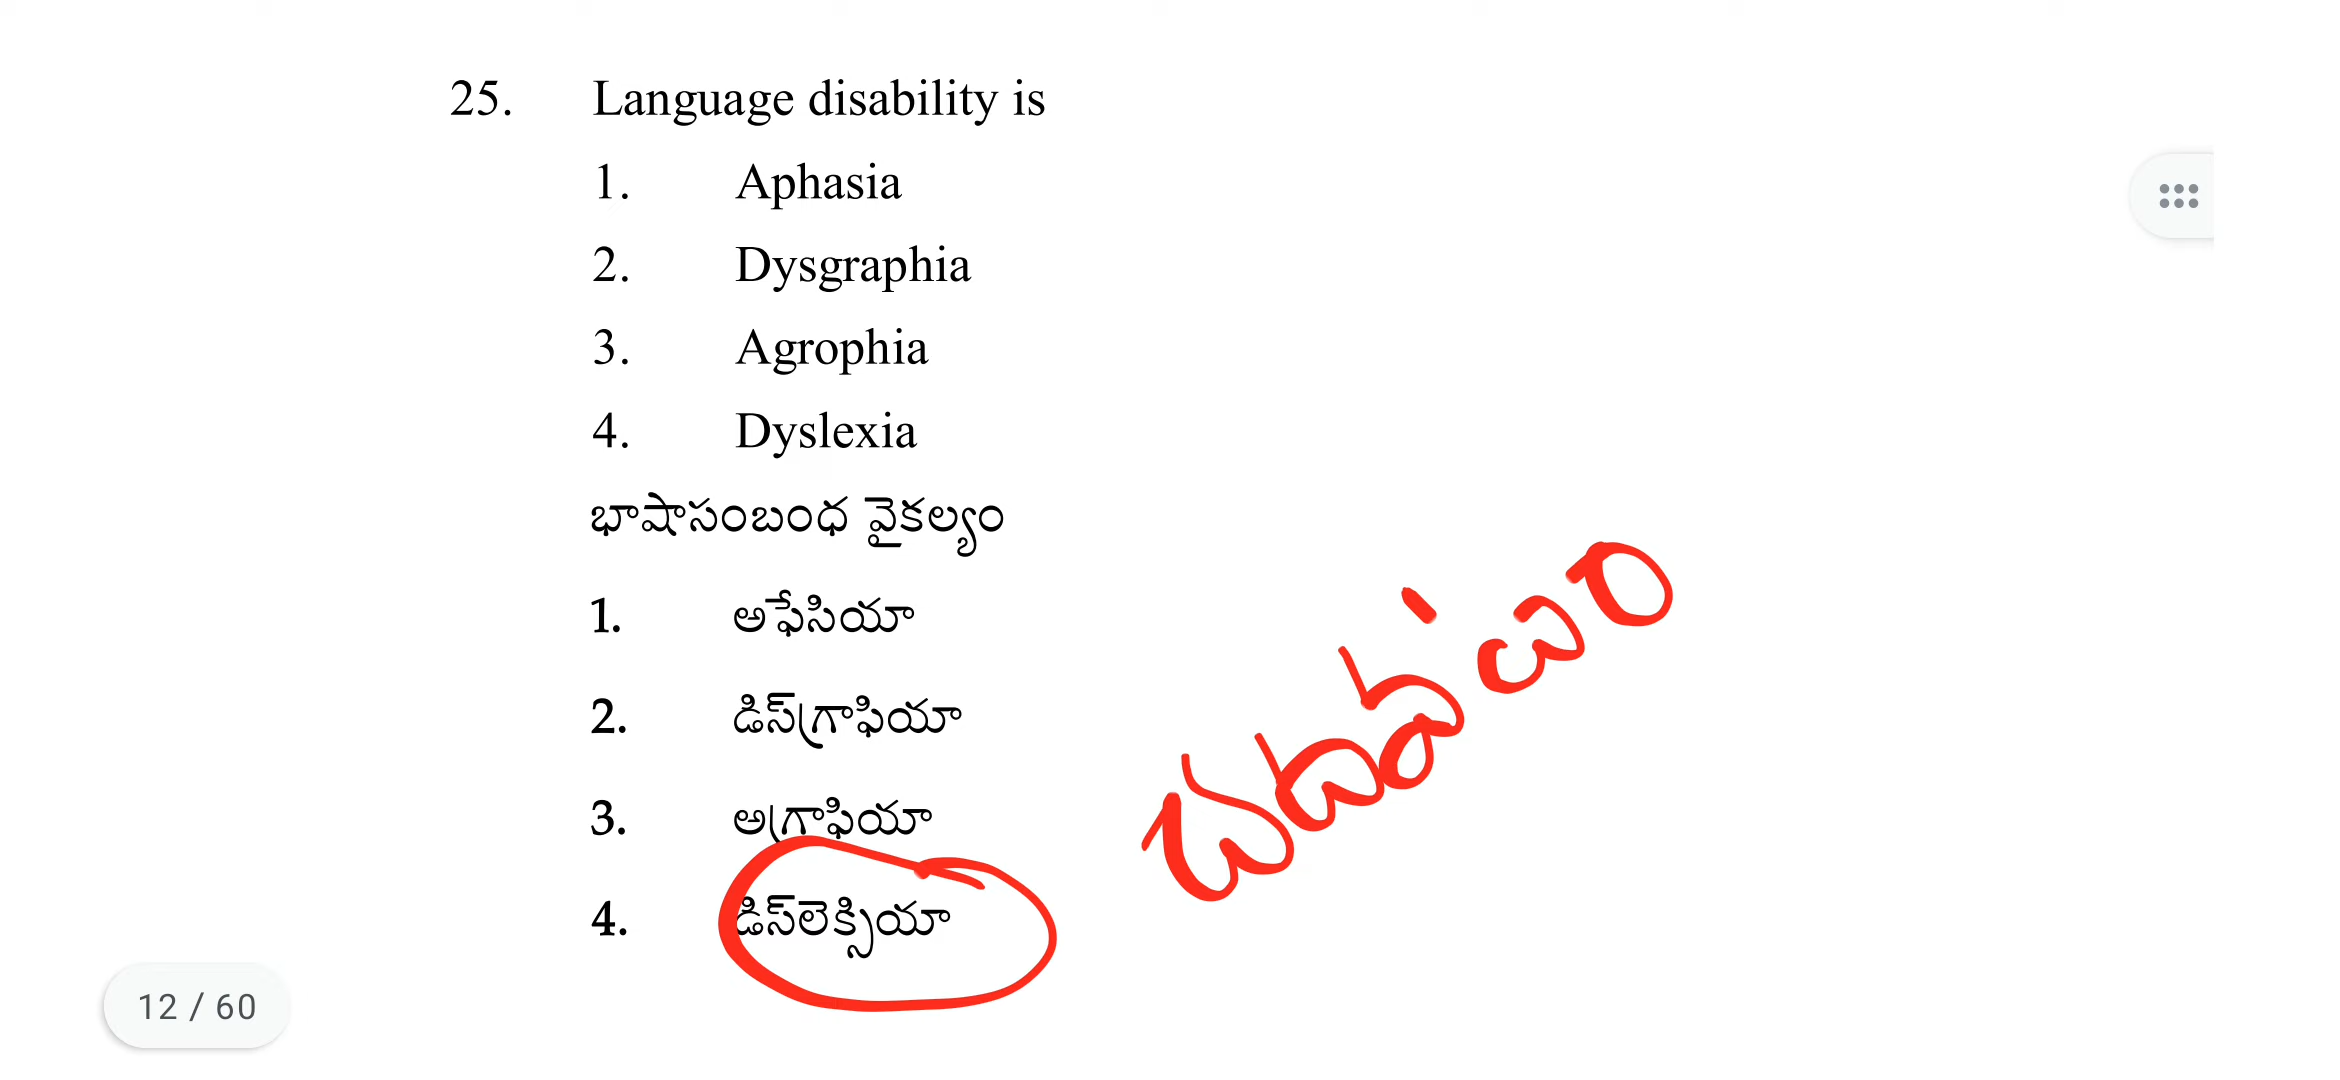 25. Language disability is
1. Aphasia
2. Dysgraphia
3. Agrophia
4. Dyslexia
భాషాసంబంధ వైకల్యం
1. అఫేసియా
2. డిస్‌గ్రాఫియా
3. అగ్రాఫియా
4. డిస్‌లెక్సియా
12 / 60